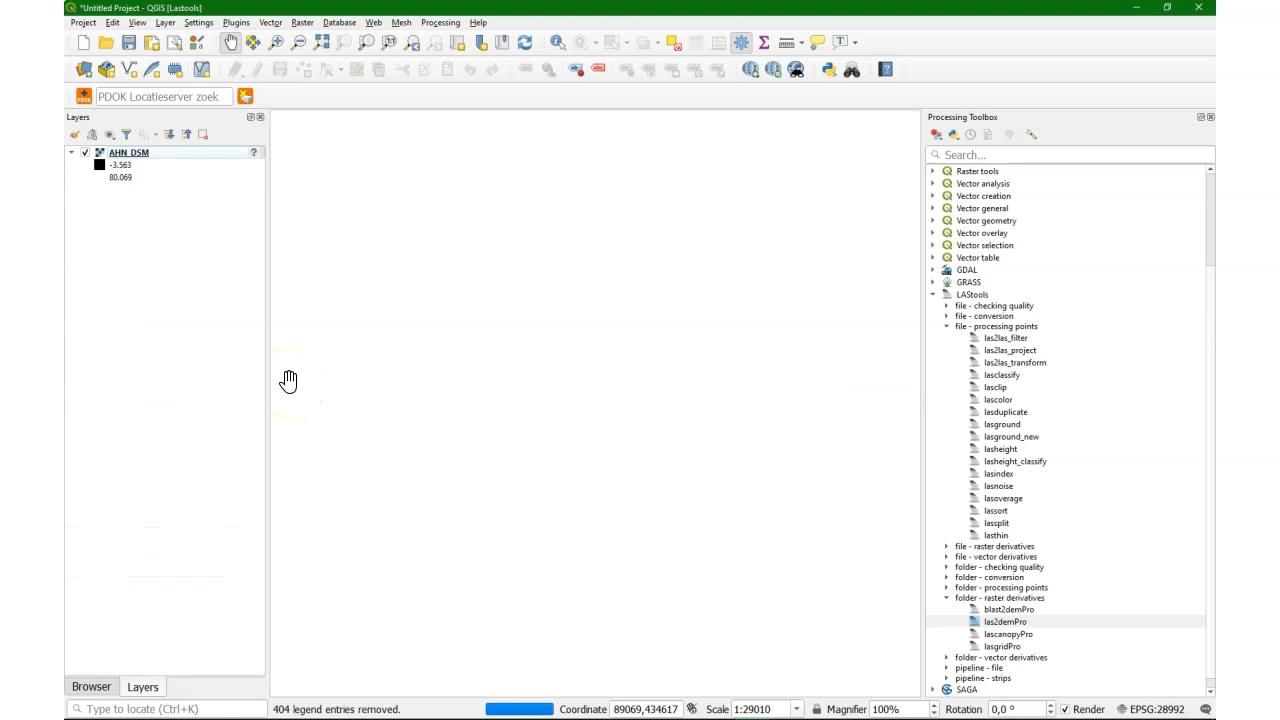 *Untitled Project - QGIS [Lastools]
Project Edit View Layer Settings Plugins Vector Raster Database Web Mesh Processing Help
PDOK Locatieserver zoek
Layers
AHN_DSM
-3.563
80.069
Processing Toolbox
Search...
Raster tools
Vector analysis
Vector creation
Vector general
Vector geometry
Vector overlay
Vector selection
Vector table
GDAL
GRASS
LAStools
file - checking quality
file - conversion
file - processing points
las2las_filter
las2las_project
las2las_transform
lasclassify
lasclip
lascolor
lasduplicate
lasground
lasground_new
lasheight
lasheight_classify
lasindex
lasnoise
lasoverage
lassort
lassplit
lasthin
file - raster derivatives
file - vector derivatives
folder - checking quality
folder - conversion
folder - processing points
folder - raster derivatives
blast2demPro
las2demPro
lascanopyPro
lasgridPro
folder - vector derivatives
pipeline - file
pipeline - strips
SAGA
Browser Layers
Type to locate (Ctrl+K) 404 legend entries removed. Coordinate 89069,434617 Scale 1:29010 Magnifier 100% Rotation 0,0 ° Render EPSG:28992